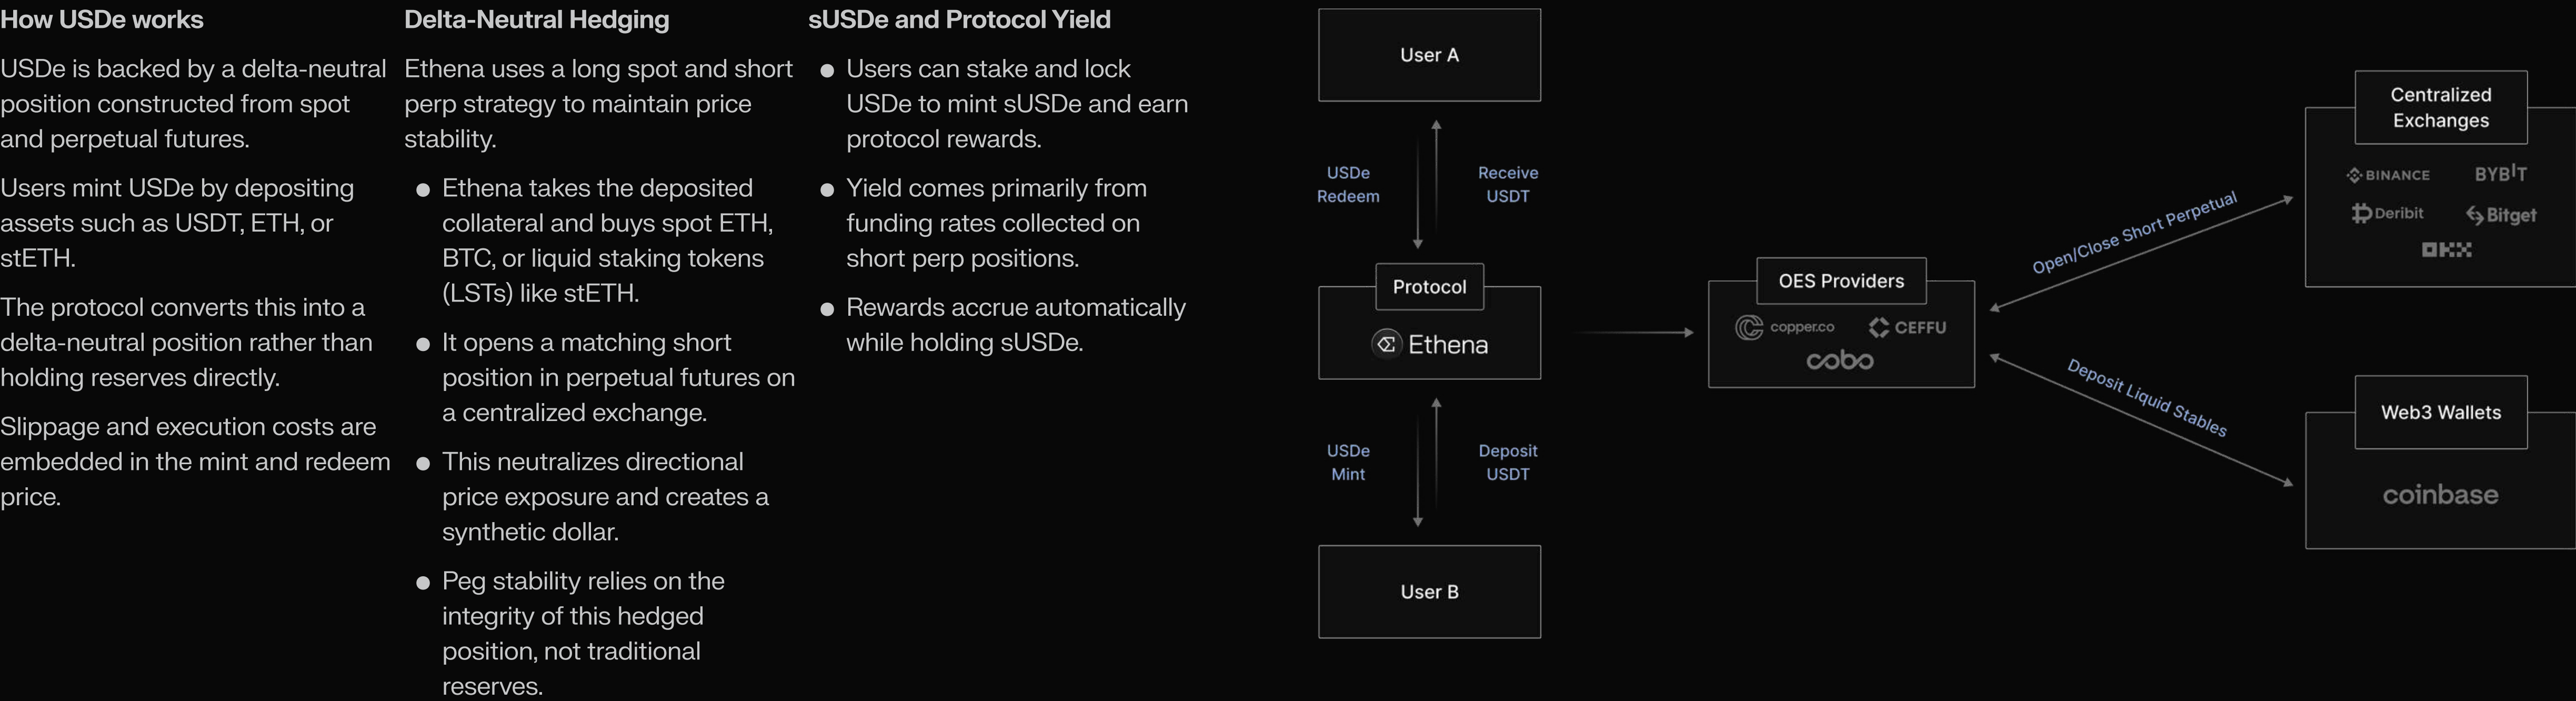 How USDe works
USDe is backed by a delta-neutral
position constructed from spot
and perpetual futures.
Users mint USDe by depositing
assets such as USDT, ETH, or
stETH.
The protocol converts this into a
delta-neutral position rather than
holding reserves directly.
Slippage and execution costs are
embedded in the mint and redeem
price.
Delta-Neutral Hedging
Ethena uses a long spot and short
perp strategy to maintain price
stability.
● Ethena takes the deposited
collateral and buys spot ETH,
BTC, or liquid staking tokens
(LSTs) like stETH.
● It opens a matching short
position in perpetual futures on
a centralized exchange.
● This neutralizes directional
price exposure and creates a
synthetic dollar.
● Peg stability relies on the
integrity of this hedged
position, not traditional
reserves.
sUSDe and Protocol Yield
● Users can stake and lock
USDe to mint sUSDe and earn
protocol rewards.
● Yield comes primarily from
funding rates collected on
short perp positions.
● Rewards accrue automatically
while holding sUSDe.
User A
USDe
Redeem
Receive
USDT
Protocol
Ethena
USDe
Mint
Deposit
USDT
User B
OES Providers
copper.co
CEFFU
cobo
Open/Close Short Perpetual
Deposit Liquid Stables
Centralized
Exchanges
BINANCE
BYBIT
Deribit
Bitget
OKX
Web3 Wallets
coinbase